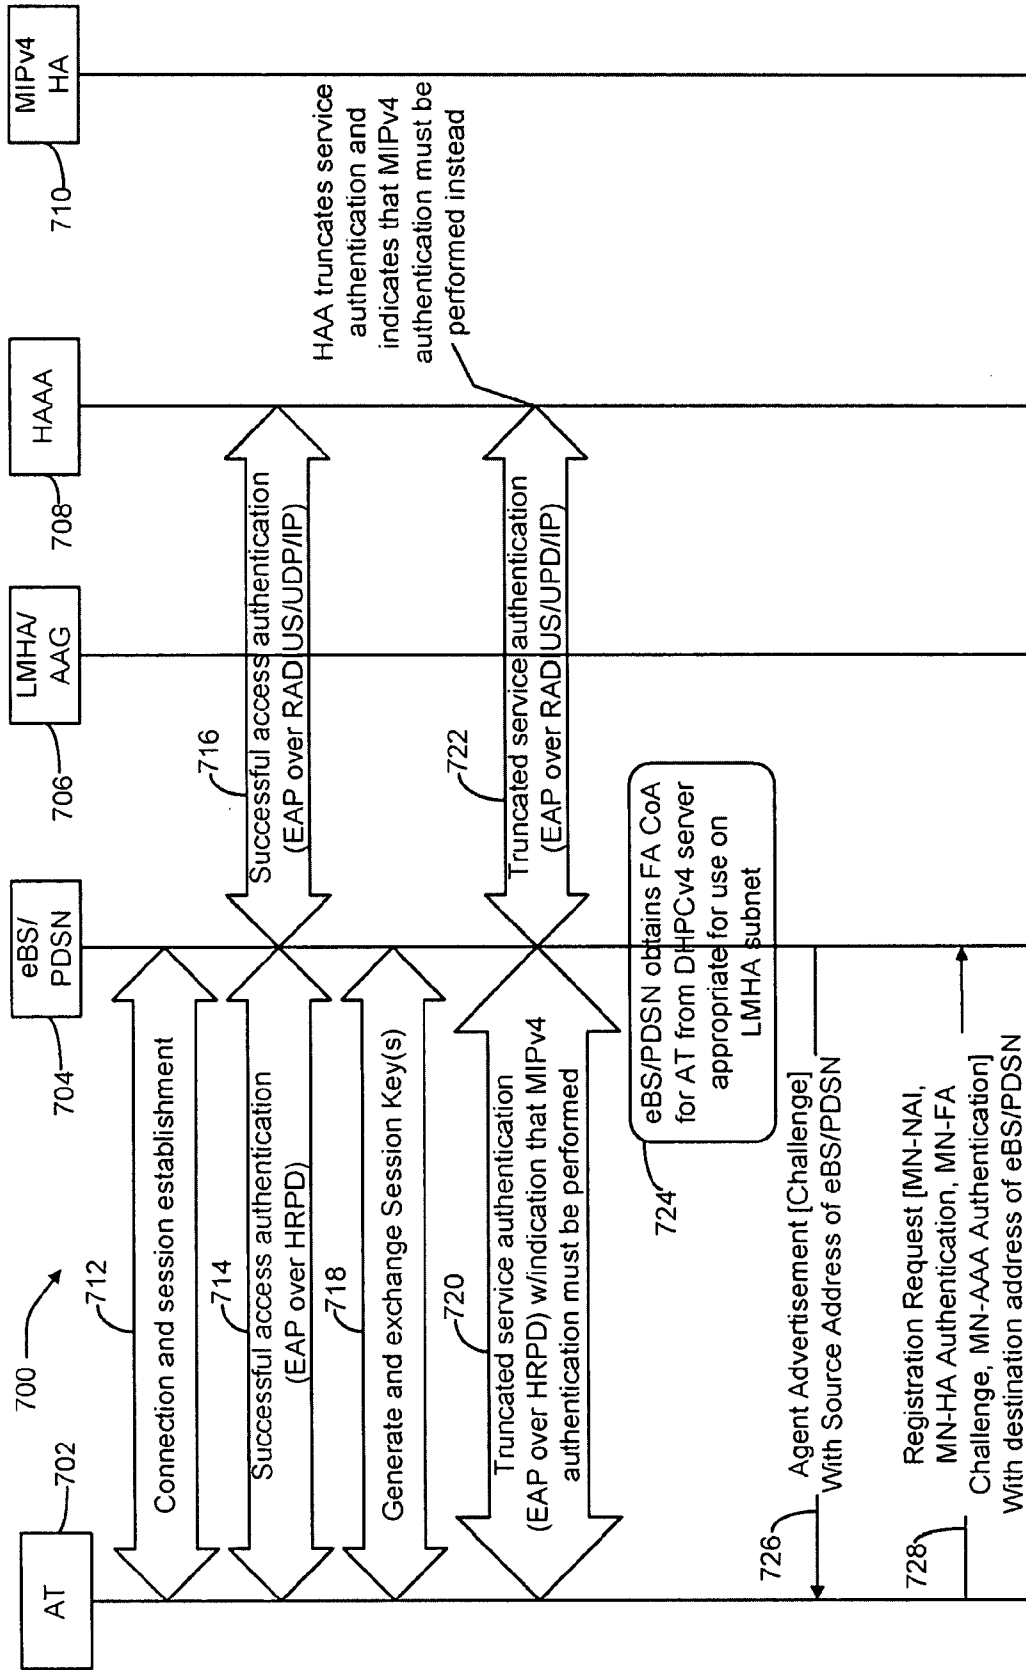 700
AT
702
eBS/
PDSN
704
LMHA/
AAG
706
HAAA
708
MIPv4
HA
710
712
Connection and session establishment
714
Successful access authentication
(EAP over HRPD)
716
Successful access authentication
(EAP over RADIUS/UDP/IP)
718
Generate and exchange Session Key(s)
720
Truncated service authentication
(EAP over HRPD) w/indication that MIPv4
authentication must be performed
722
Truncated service authentication
(EAP over RADIUS/UPD/IP)
HAA truncates service
authentication and
indicates that MIPv4
authentication must be
performed instead
724
eBS/PDSN obtains FA CoA
for AT from DHPCv4 server
appropriate for use on
LMHA subnet
726
Agent Advertisement [Challenge]
With Source Address of eBS/PDSN
728
Registration Request [MN-NAI,
MN-HA Authentication, MN-FA
Challenge, MN-AAA Authentication]
With destination address of eBS/PDSN